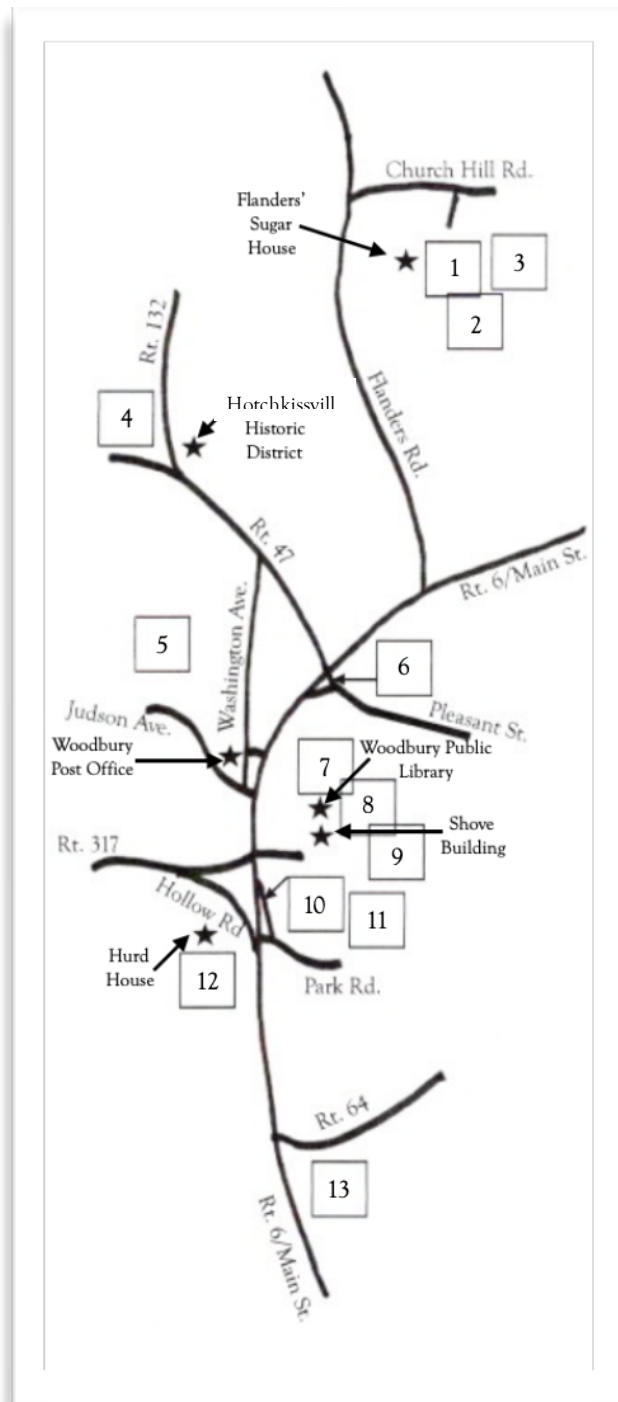 Church Hill Rd.
Flanders'
Sugar
House
1
3
2
Rt. 132
4
Hotchkissvill
Historic
District
Flanders Rd.
Rt. 47
Rt. 6/Main St.
Washington Ave.
5
6
Judson Ave.
Pleasant St.
Woodbury
Post Office
7
Woodbury Public
Library
8
Shove
Building
9
Rt. 317
Hollow Rd
10
11
Hurd
House
12
Park Rd.
Rt. 64
13
Rt. 6/Main St.